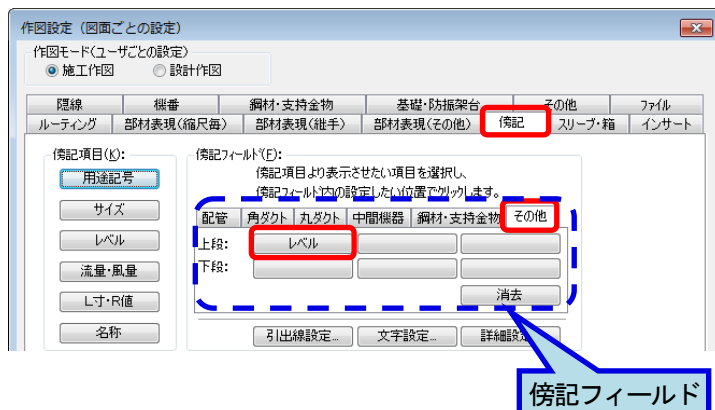 作図設定（図面ごとの設定）
作図モード(ユーザごとの設定)
施工作図 設計作図
隠線 機番 鋼材・支持金物 基礎・防振架台 その他 ファイル
ルーティング 部材表現(縮尺毎) 部材表現(継手) 部材表現(その他) 傍記 スリーブ・箱 インサート
傍記項目(K): 傍記フィールド(F):
用途記号 傍記項目より表示させたい項目を選択し、
傍記フィールド内の設定したい位置でクリックします。
サイズ 配管 角ダクト 丸ダクト 中間機器 鋼材・支持金物 その他
レベル 上段: レベル
流量・風量 下段:
L寸・R値 消去
名称 引出線設定... 文字設定... 詳細設定
傍記フィールド